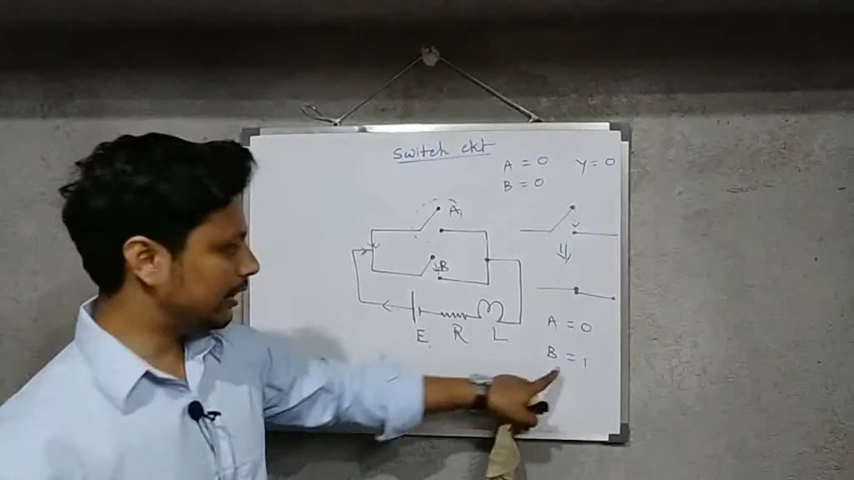 Switch ckt
A = 0 Y = 0
B = 0
A
B
E R L
A = 0
B = 1